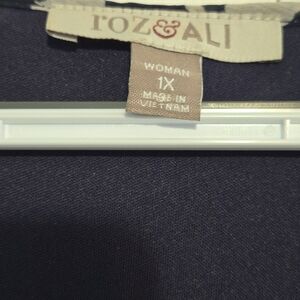 roz&ALI
WOMAN
1X
MADE IN
VIETNAM